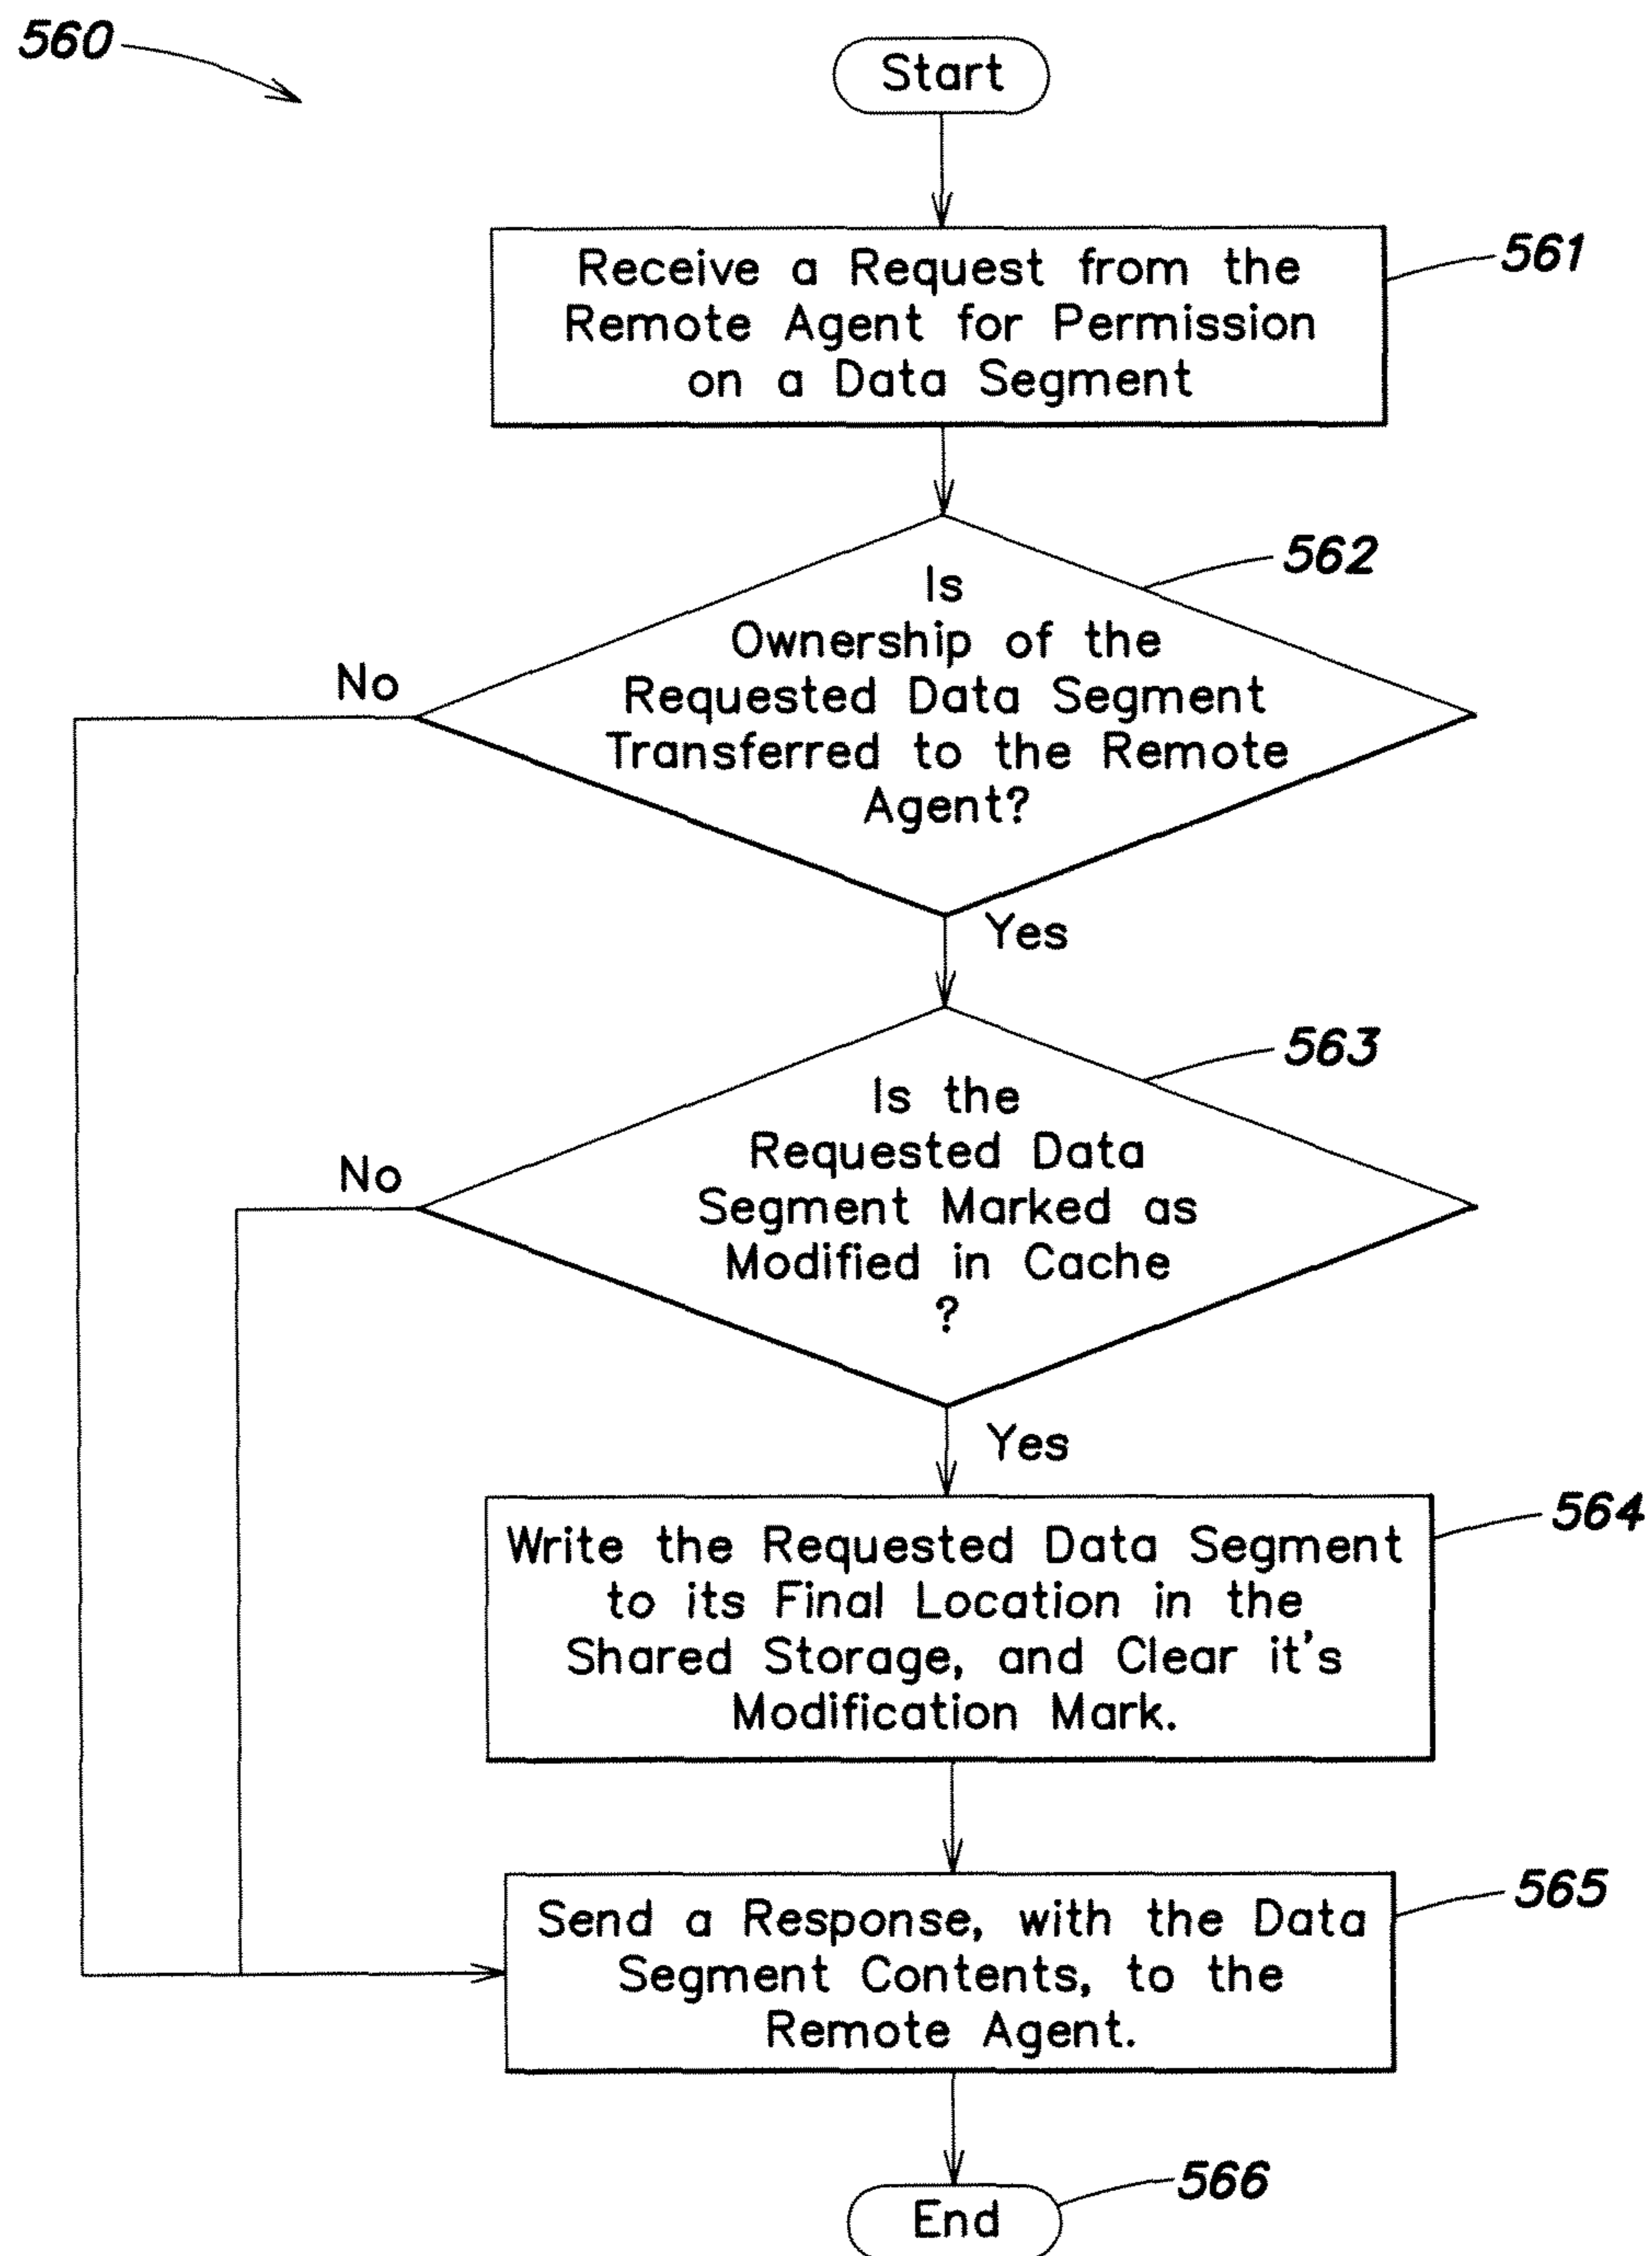 560
Start
Receive a Request from the
Remote Agent for Permission
on a Data Segment
561
Is
Ownership of the
Requested Data Segment
Transferred to the Remote
Agent?
562
No
Yes
Is the
Requested Data
Segment Marked as
Modified in Cache
?
563
No
Yes
Write the Requested Data Segment
to its Final Location in the
Shared Storage, and Clear it's
Modification Mark.
564
Send a Response, with the Data
Segment Contents, to the
Remote Agent.
565
End
566